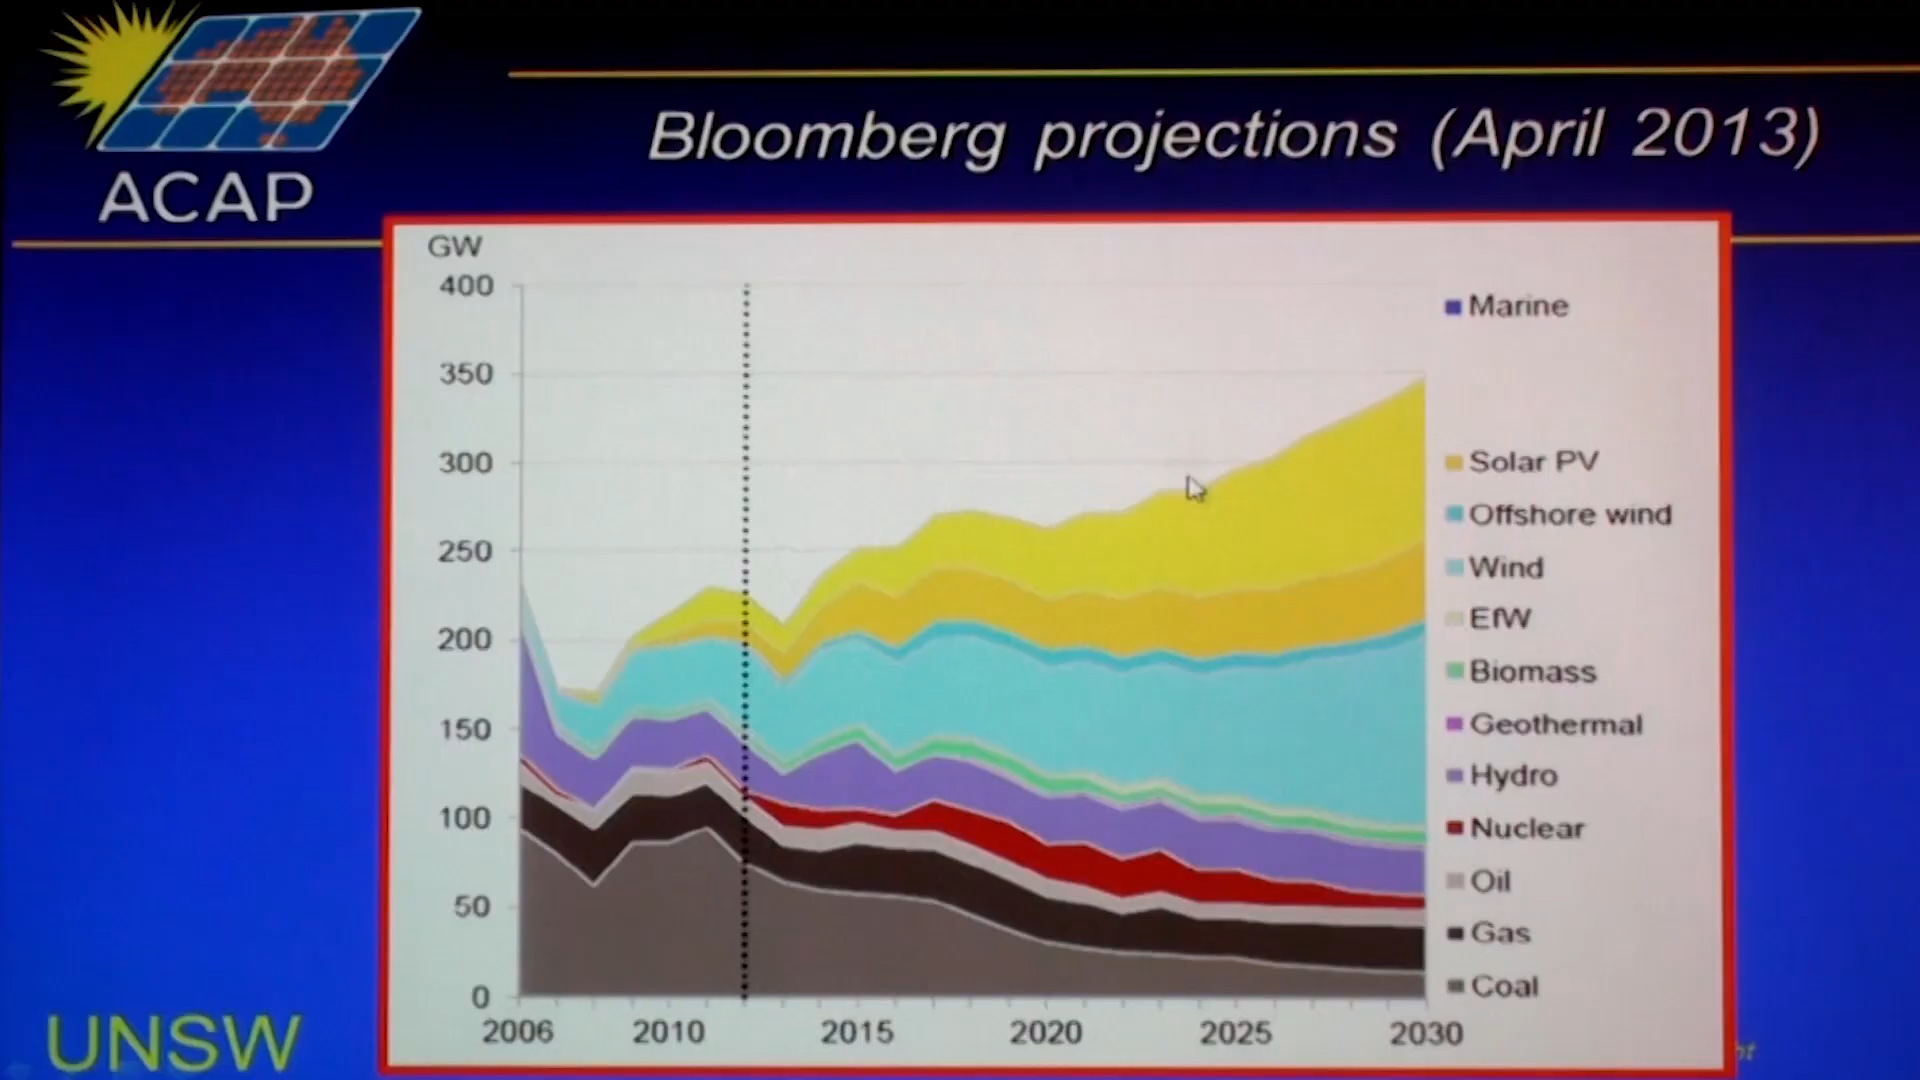 ACAP
Bloomberg projections (April 2013)
GW
400
350
300
250
200
150
100
50
0
2006 2010 2015 2020 2025 2030
Marine
Solar PV
Offshore wind
Wind
EfW
Biomass
Geothermal
Hydro
Nuclear
Oil
Gas
Coal
UNSW